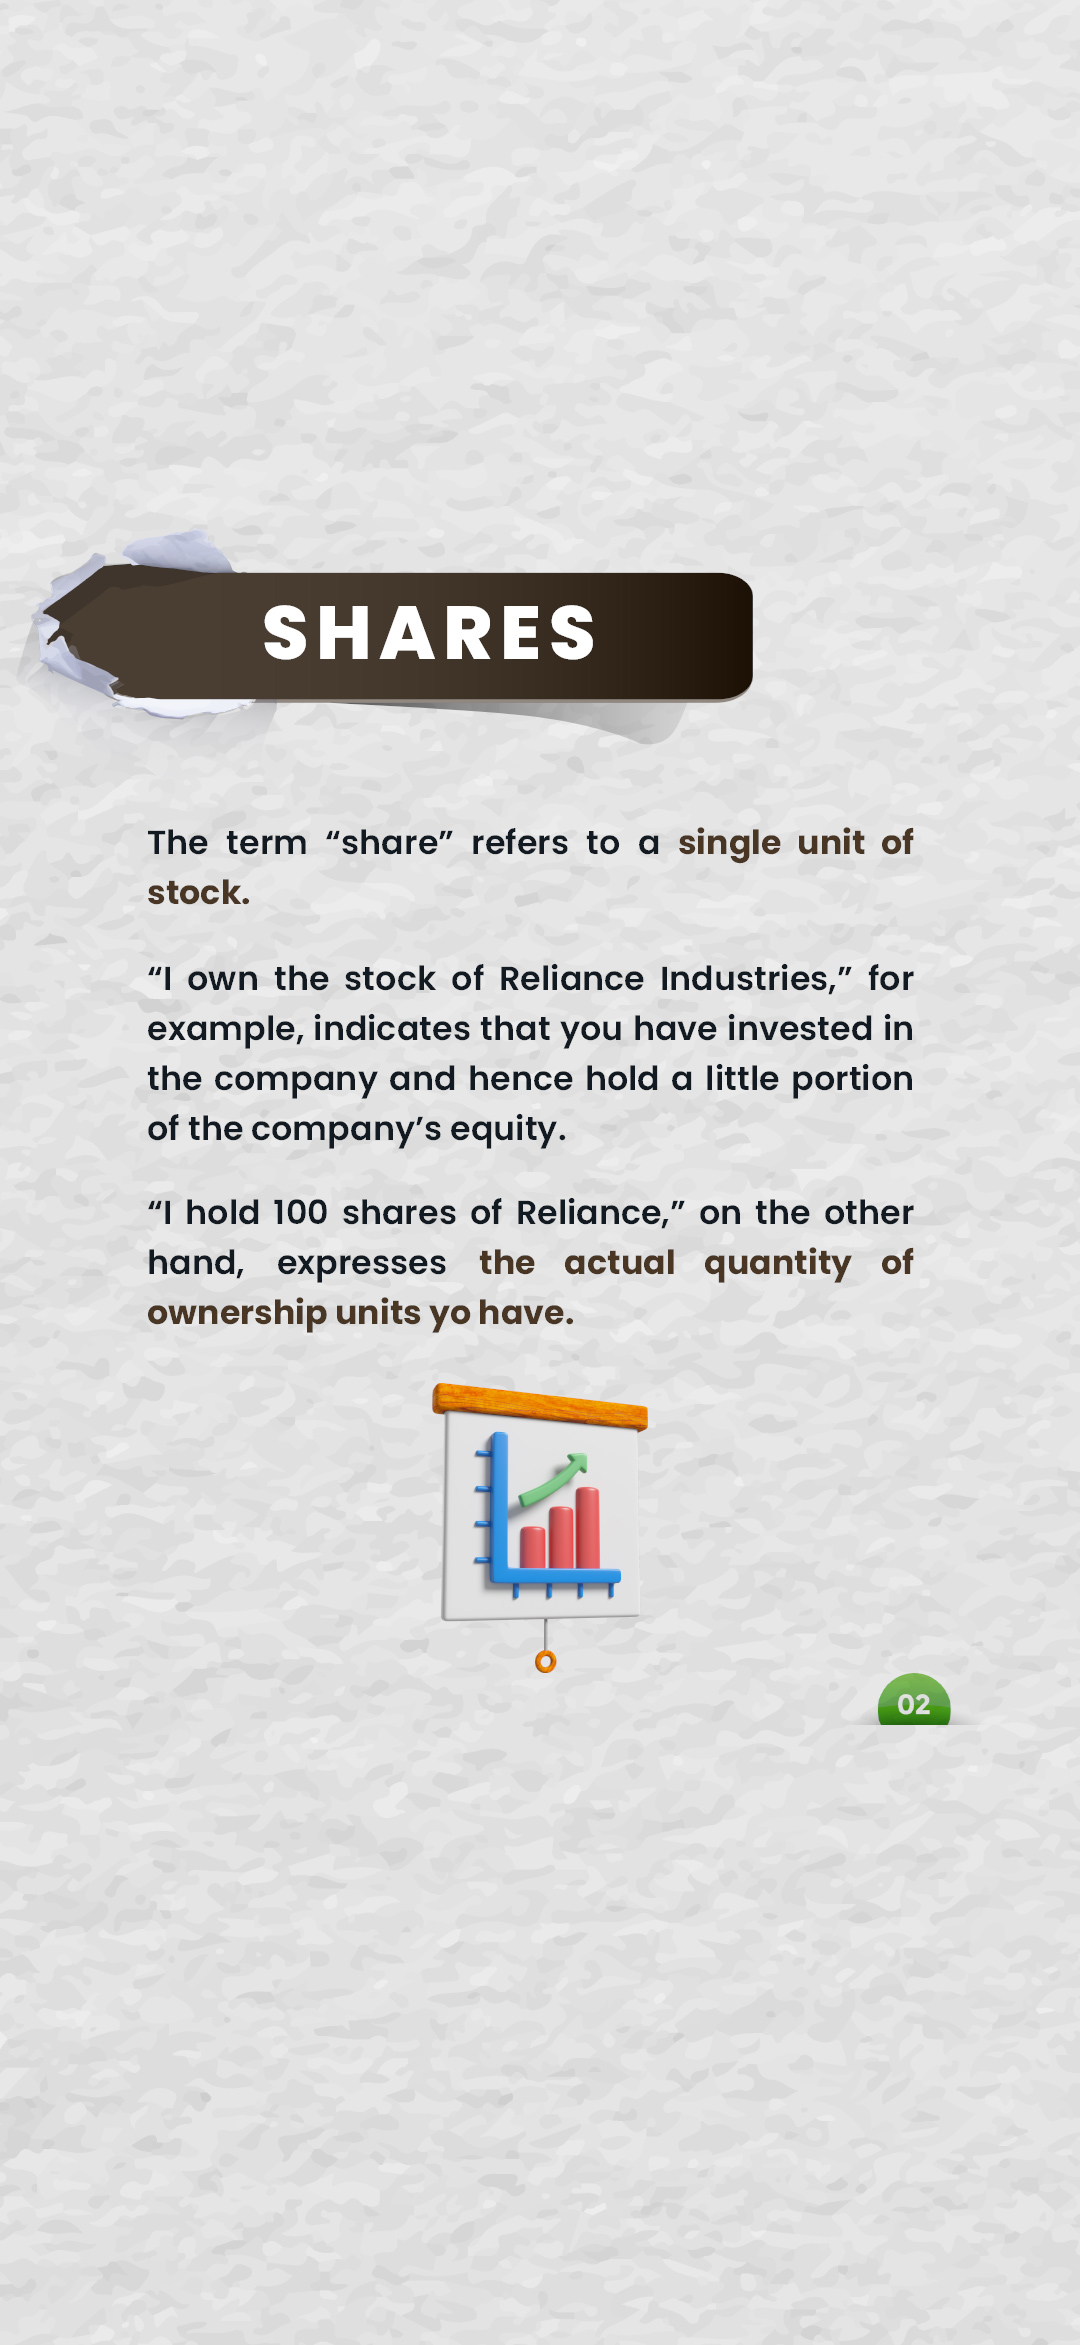 SHARES
The term “share” refers to a single unit of
stock.
“I own the stock of Reliance Industries,” for
example, indicates that you have invested in
the company and hence hold a little portion
of the company’s equity.
“I hold 100 shares of Reliance,” on the other
hand, expresses the actual quantity of
ownership units yo have.
02